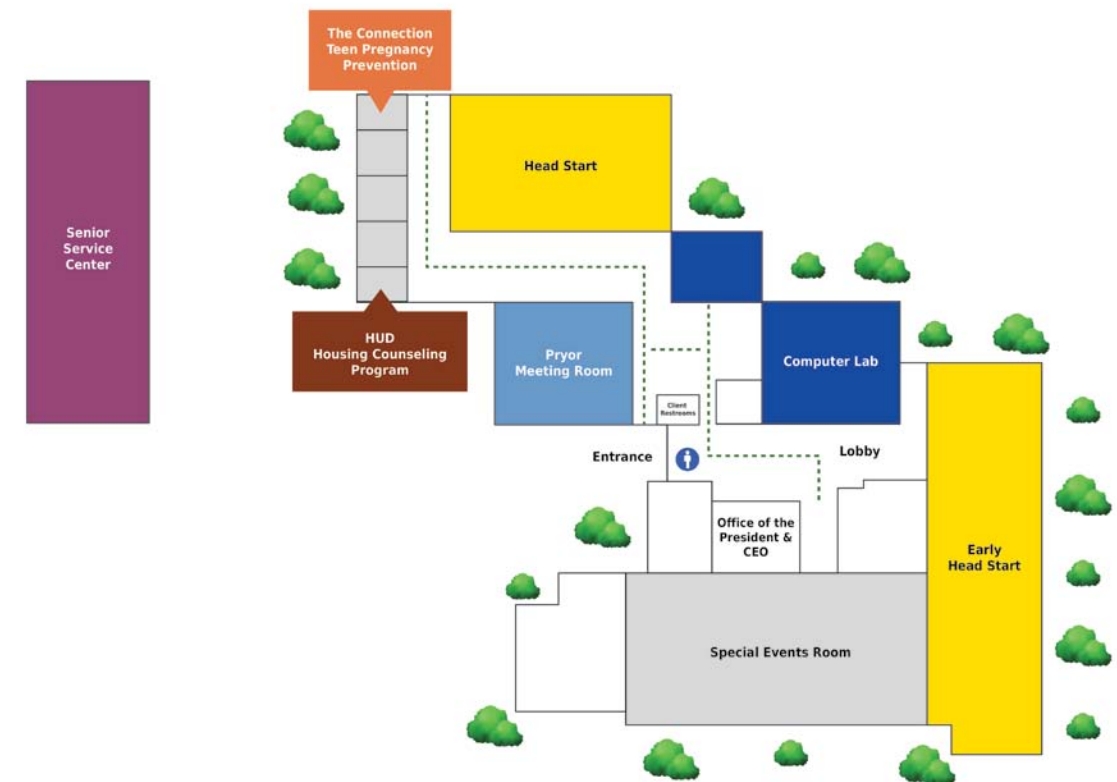 The Connection
Teen Pregnancy
Prevention
Head Start
Senior
Service
Center
HUD
Housing Counseling
Program
Pryor
Meeting Room
Computer Lab
Client
Restrooms
Entrance
Lobby
Office of the
President &
CEO
Early
Head Start
Special Events Room